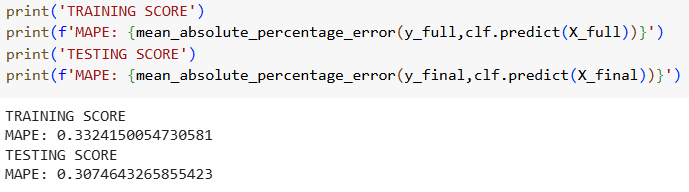 print('TRAINING SCORE')
print(f'MAPE: {mean_absolute_percentage_error(y_full,clf.predict(X_full))}')
print('TESTING SCORE')
print(f'MAPE: {mean_absolute_percentage_error(y_final,clf.predict(X_final))}')
TRAINING SCORE
MAPE: 0.3324150054730581
TESTING SCORE
MAPE: 0.3074643265855423